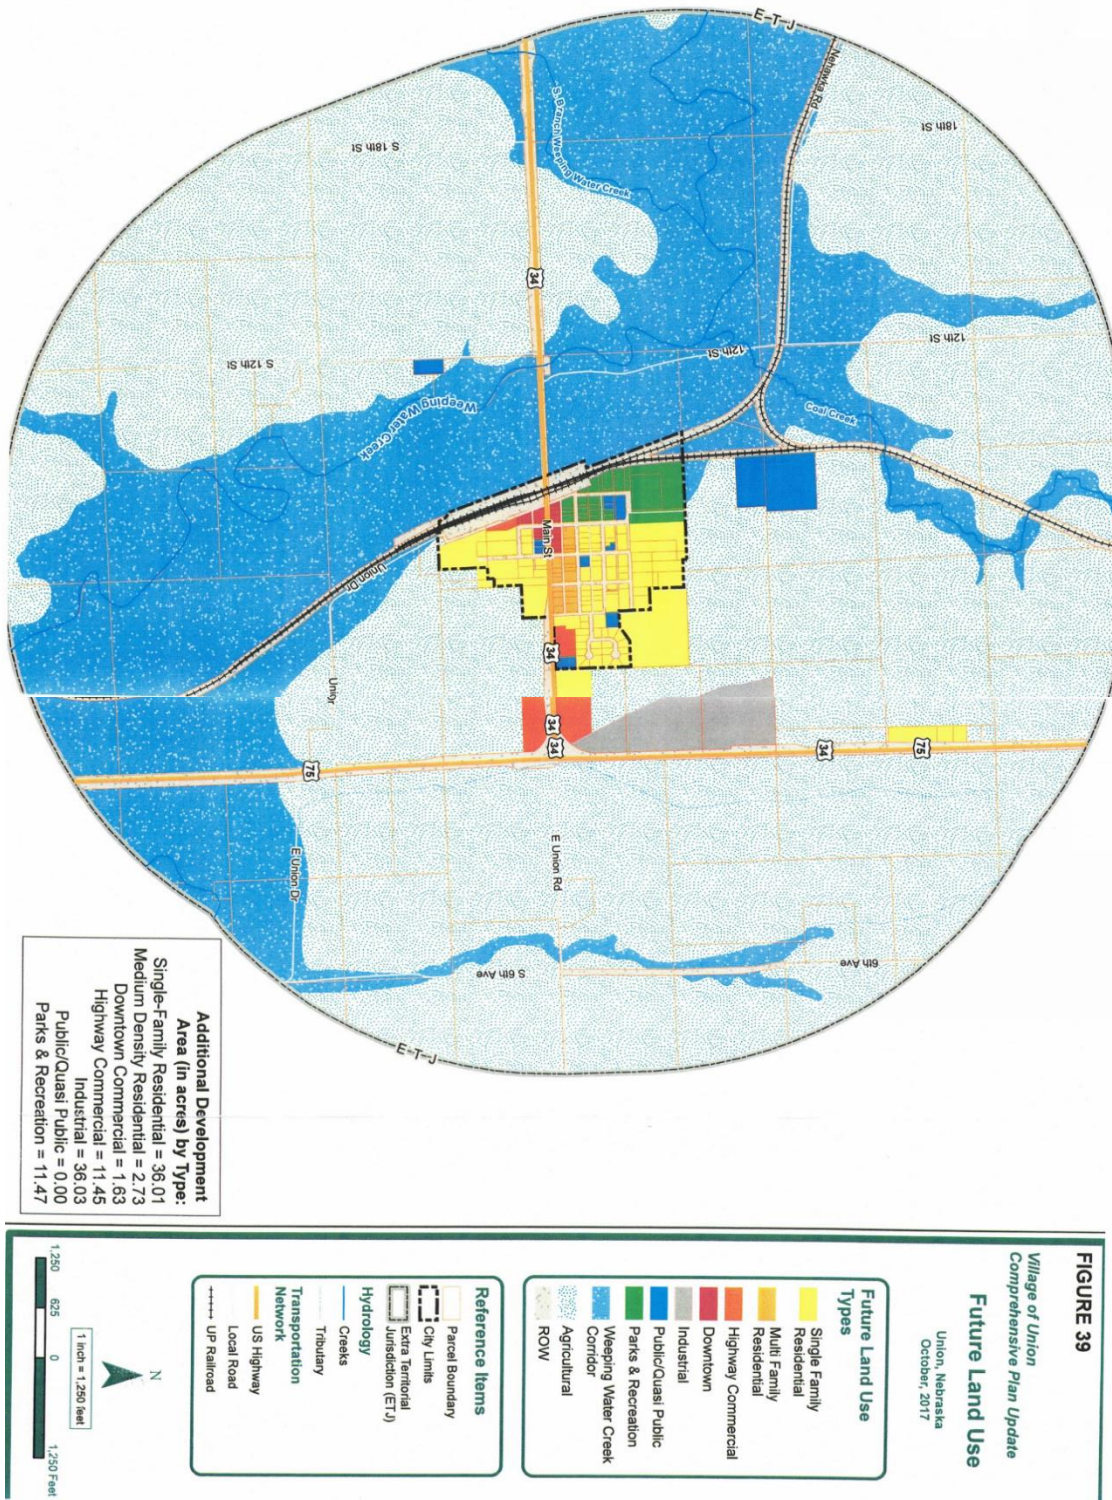 FIGURE 39
Village of Union
Comprehensive Plan Update
Future Land Use
Union, Nebraska
October, 2017
Future Land Use
Types
Single Family
Residential
Multi Family
Residential
Highway Commercial
Downtown
Industrial
Public/Quasi Public
Parks & Recreation
Weeping Water Creek
Corridor
Agricultural
ROW
Reference Items
Parcel Boundary
City Limits
Extra Territorial
Jurisdiction (ETJ)
Hydrology
Creeks
Tributary
Transportation
Network
US Highway
Local Road
UP Railroad
N
1 inch = 1,250 feet
1,250 625 0 1,250 Feet
Additional Development
Area (in acres) by Type:
Single-Family Residential = 36.01
Medium Density Residential = 2.73
Downtown Commercial = 1.63
Highway Commercial = 11.45
Industrial = 36.03
Public/Quasi Public = 0.00
Parks & Recreation = 11.47
E-T-J
Nehawka Rd
18th St
S 18th St
S. Branch Weeping Water Creek
34
12th St
12th St
S 12th St
Coal Creek
Weeping Water Creek
Main St
Union Dr
34
34
34
34
75
75
E Union Rd
E Union Dr
6th Ave
S 6th Ave
E-T-J